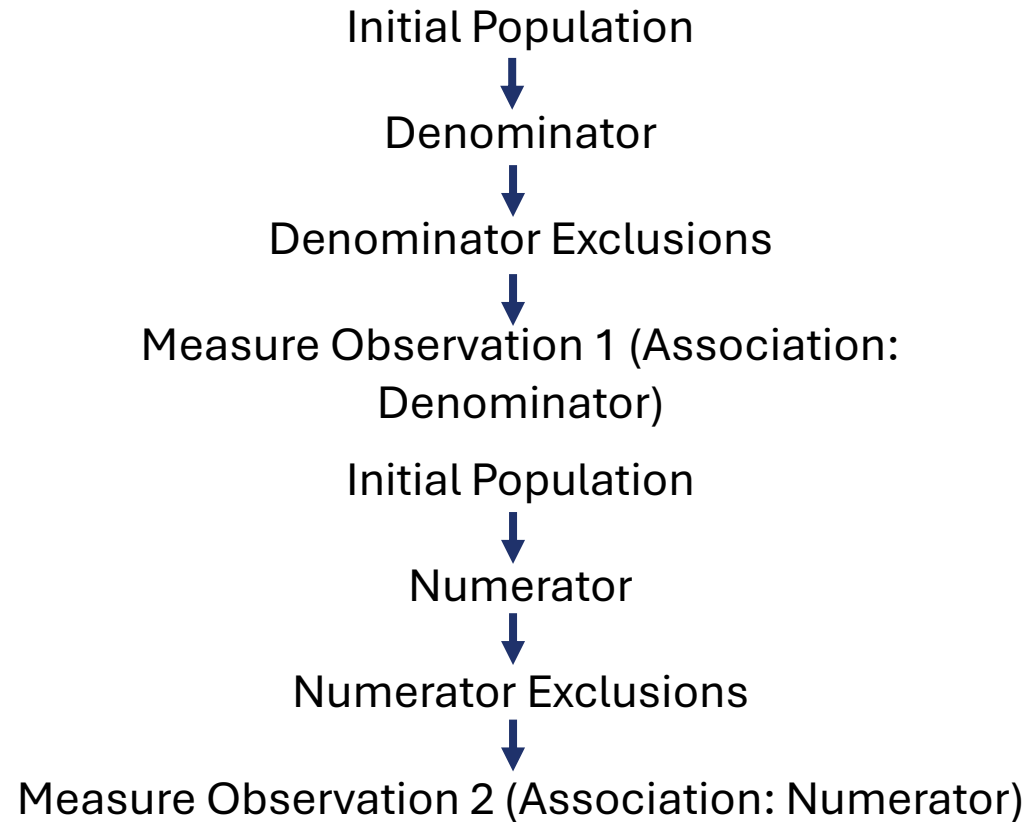 Initial Population
Denominator
Denominator Exclusions
Measure Observation 1 (Association:
Denominator)
Initial Population
Numerator
Numerator Exclusions
Measure Observation 2 (Association: Numerator)